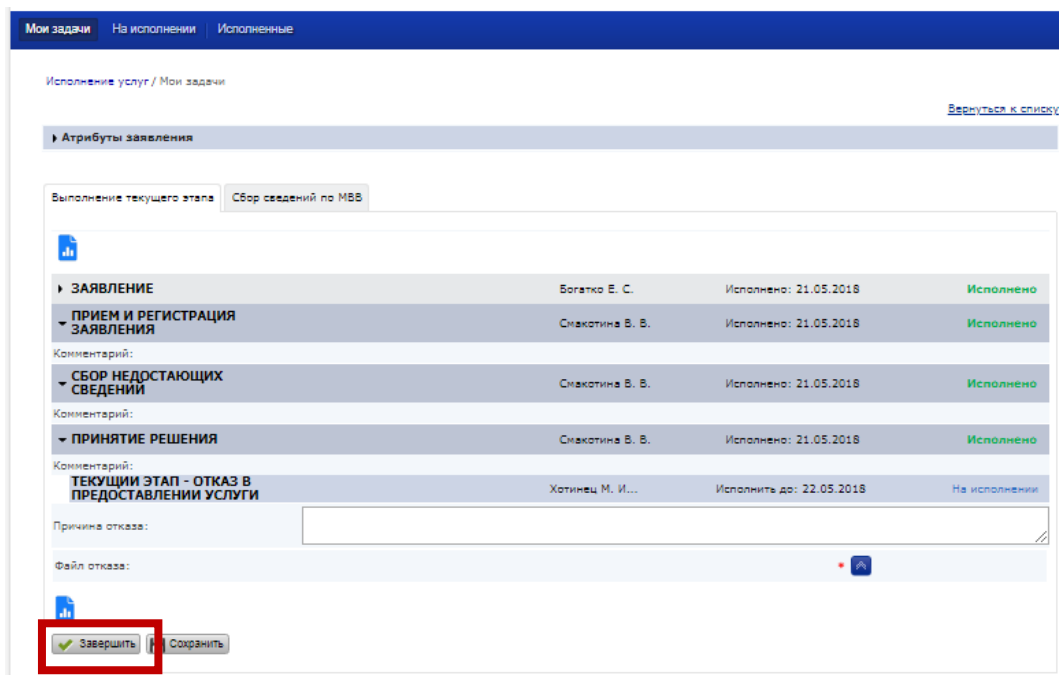 Мои задачи На исполнении Исполненные
Исполнение услуг / Мои задачи
Вернуться к списку
Атрибуты заявления
Выполнение текущего этапа Сбор сведений по МВВ
ЗАЯВЛЕНИЕ Богатко Е. С. Исполнено: 21.05.2018 Исполнено
ПРИЕМ И РЕГИСТРАЦИЯ
ЗАЯВЛЕНИЯ Смакотина В. В. Исполнено: 21.05.2018 Исполнено
Комментарий:
СБОР НЕДОСТАЮЩИХ
СВЕДЕНИЙ Смакотина В. В. Исполнено: 21.05.2018 Исполнено
Комментарий:
ПРИНЯТИЕ РЕШЕНИЯ Смакотина В. В. Исполнено: 21.05.2018 Исполнено
Комментарий:
ТЕКУЩИЙ ЭТАП - ОТКАЗ В
ПРЕДОСТАВЛЕНИИ УСЛУГИ Хотинец М. И... Исполнить до: 22.05.2018 На исполнении
Причина отказа:
Файл отказа: *
Завершить Сохранить